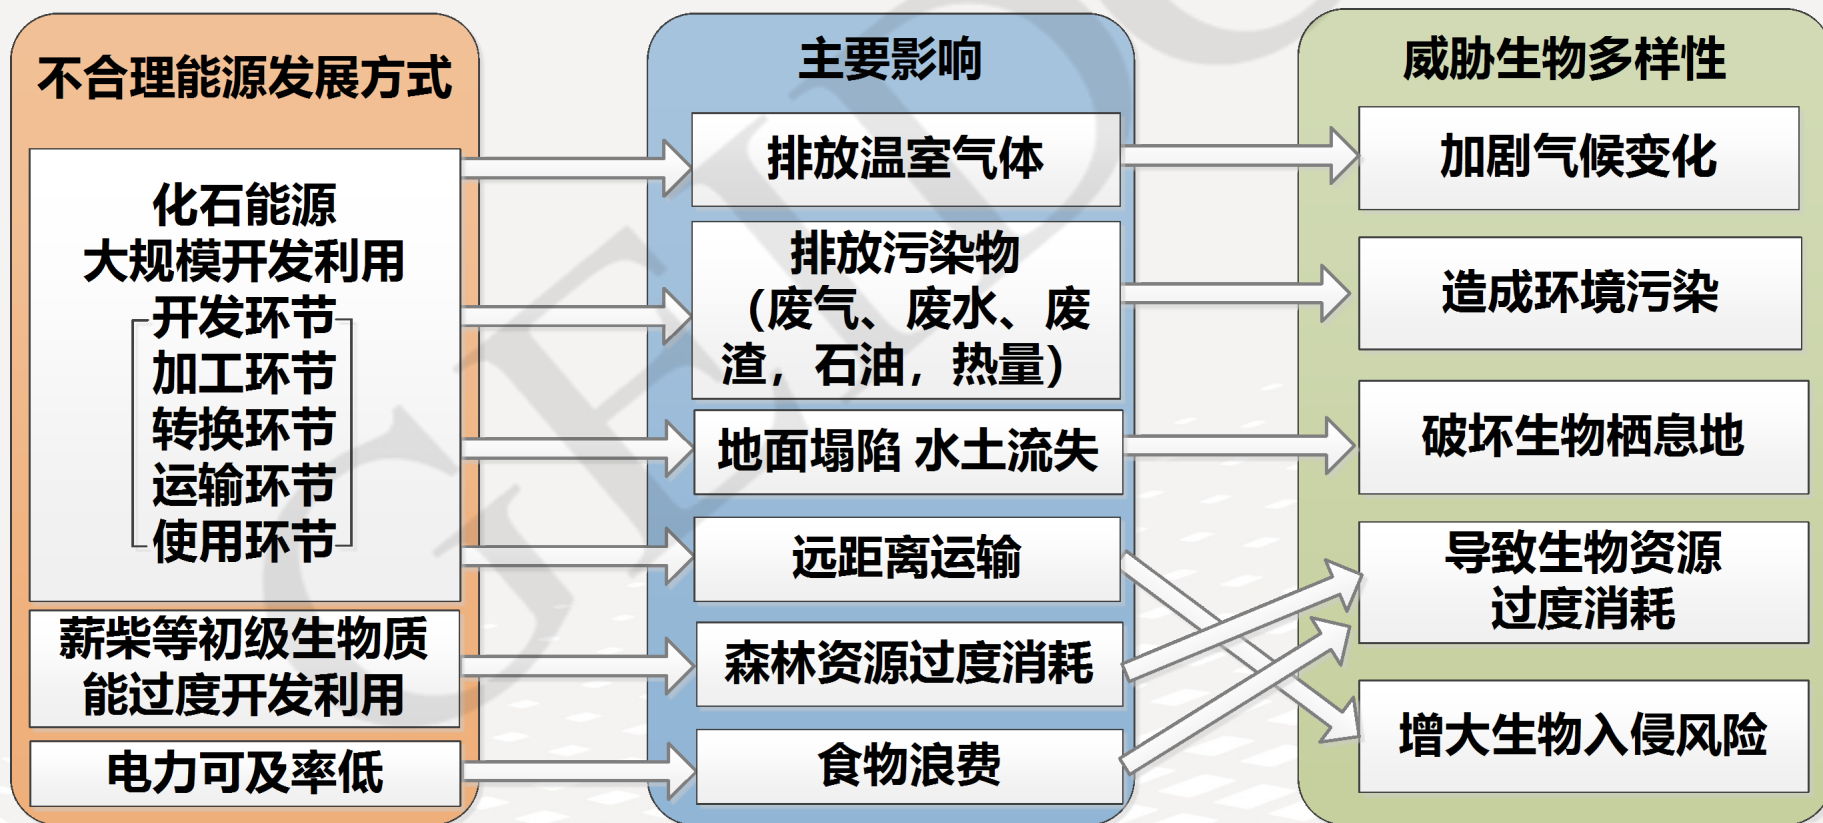 不合理能源发展方式
化石能源
大规模开发利用
开发环节
加工环节
转换环节
运输环节
使用环节
薪柴等初级生物质
能过度开发利用
电力可及率低
主要影响
排放温室气体
排放污染物
（废气、废水、废
渣，石油，热量）
地面塌陷 水土流失
远距离运输
森林资源过度消耗
食物浪费
威胁生物多样性
加剧气候变化
造成环境污染
破坏生物栖息地
导致生物资源
过度消耗
增大生物入侵风险
GEIDC